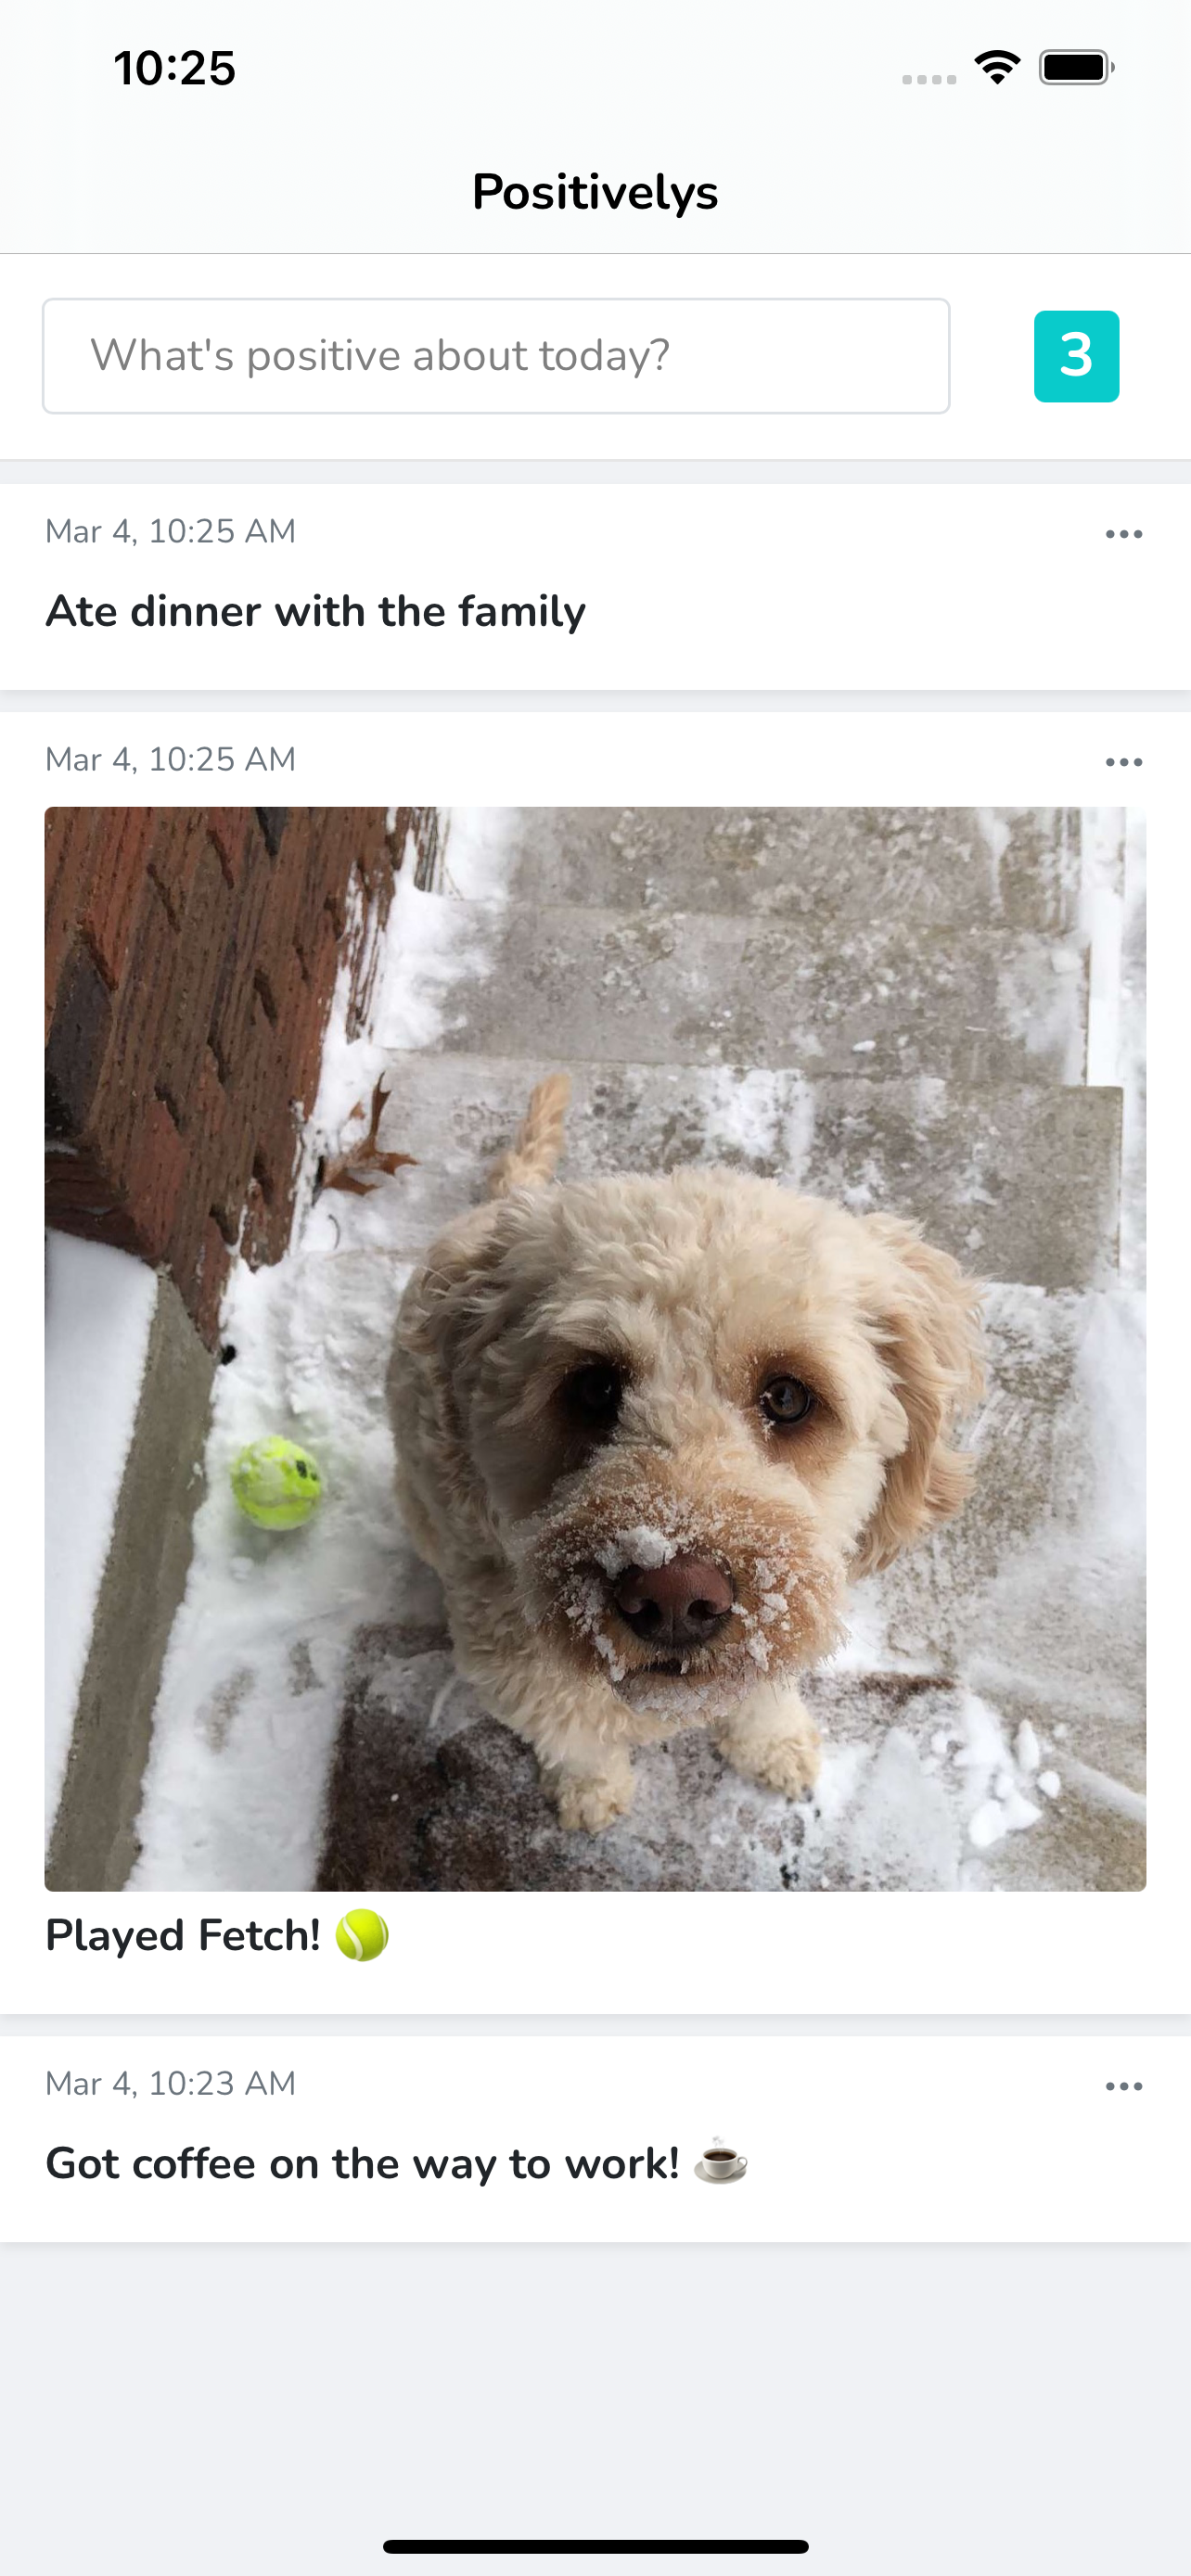 10:25
Positivelys
What's positive about today?
3
Mar 4, 10:25 AM
Ate dinner with the family
Mar 4, 10:25 AM
Played Fetch! 🎾
Mar 4, 10:23 AM
Got coffee on the way to work! ☕